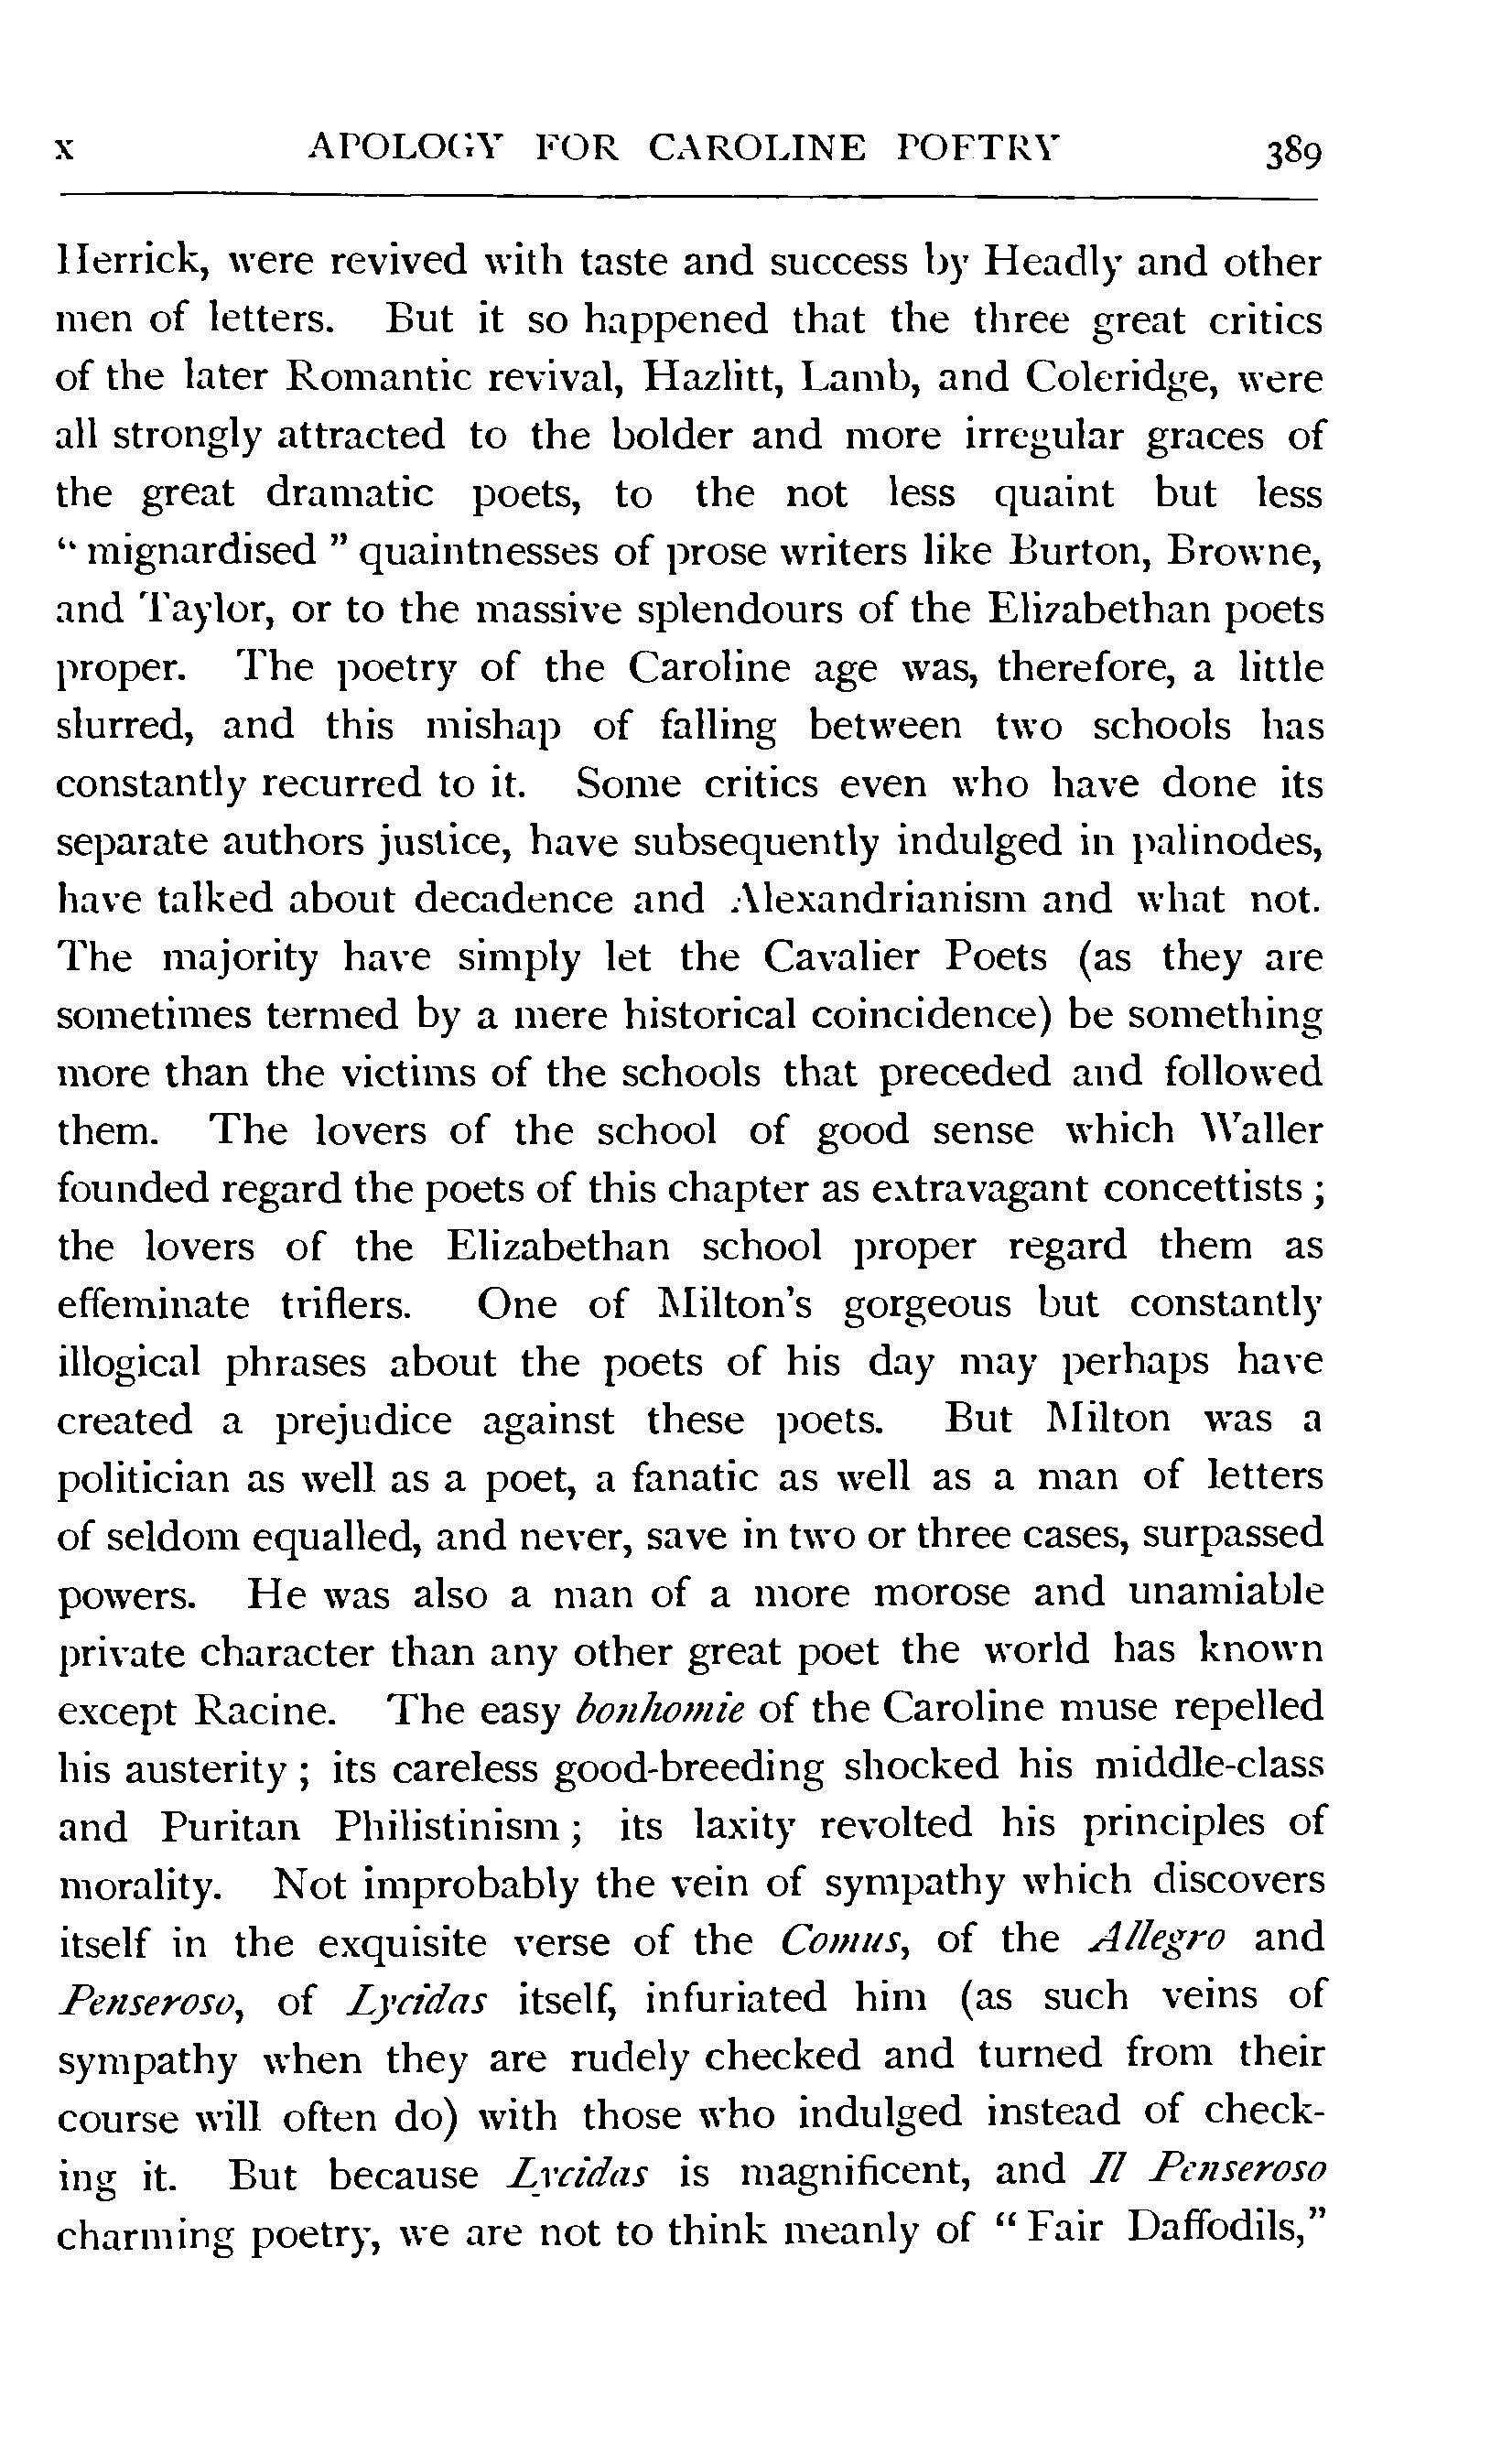 x APOLOGY FOR CAROLINE POETRY 389
Herrick, were revived with taste and success by Headly and other
men of letters. But it so happened that the three great critics
of the later Romantic revival, Hazlitt, Lamb, and Coleridge, were
all strongly attracted to the bolder and more irregular graces of
the great dramatic poets, to the not less quaint but less
“ mignardised ” quaintnesses of prose writers like Burton, Browne,
and Taylor, or to the massive splendours of the Elizabethan poets
proper. The poetry of the Caroline age was, therefore, a little
slurred, and this mishap of falling between two schools has
constantly recurred to it. Some critics even who have done its
separate authors justice, have subsequently indulged in palinodes,
have talked about decadence and Alexandrianism and what not.
The majority have simply let the Cavalier Poets (as they are
sometimes termed by a mere historical coincidence) be something
more than the victims of the schools that preceded and followed
them. The lovers of the school of good sense which Waller
founded regard the poets of this chapter as extravagant concettists ;
the lovers of the Elizabethan school proper regard them as
effeminate triflers. One of Milton’s gorgeous but constantly
illogical phrases about the poets of his day may perhaps have
created a prejudice against these poets. But Milton was a
politician as well as a poet, a fanatic as well as a man of letters
of seldom equalled, and never, save in two or three cases, surpassed
powers. He was also a man of a more morose and unamiable
private character than any other great poet the world has known
except Racine. The easy bonhomie of the Caroline muse repelled
his austerity ; its careless good-breeding shocked his middle-class
and Puritan Philistinism ; its laxity revolted his principles of
morality. Not improbably the vein of sympathy which discovers
itself in the exquisite verse of the Comus, of the Allegro and
Penseroso, of Lycidas itself, infuriated him (as such veins of
sympathy when they are rudely checked and turned from their
course will often do) with those who indulged instead of check-
ing it. But because Lycidas is magnificent, and Il Penseroso
charming poetry, we are not to think meanly of “ Fair Daffodils,”